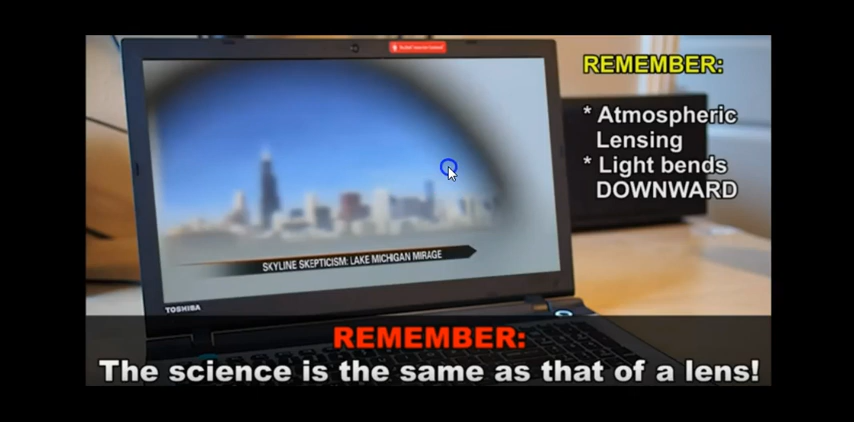 REMEMBER:
* Atmospheric
Lensing
* Light bends
DOWNWARD
SKYLINE SKEPTICISM: LAKE MICHIGAN MIRAGE
TOSHIBA
REMEMBER:
The science is the same as that of a lens!